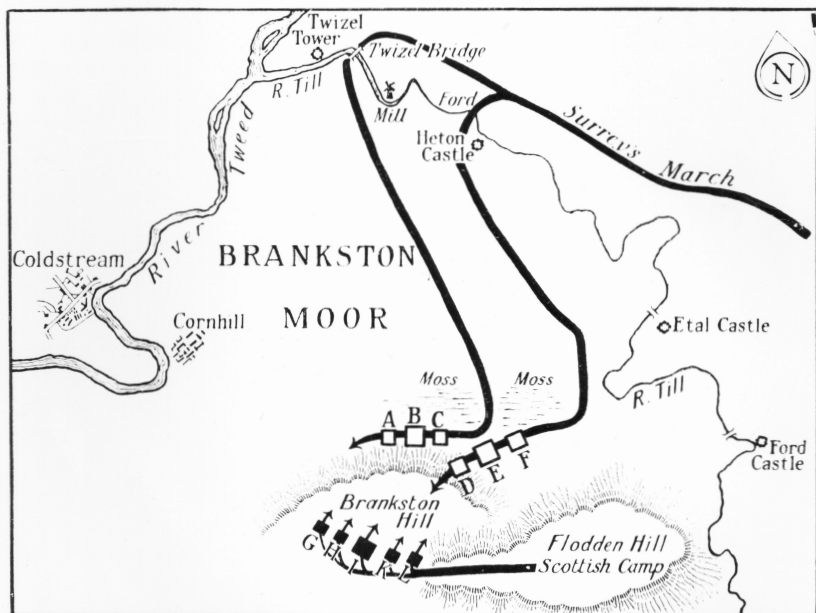 Twizel
Tower
Twizel Bridge
N
R. Till
Mill
Ford
Heton
Castle
Surrey's
March
River
Tweed
Coldstream
BRANKSTON
MOOR
Cornhill
Etal Castle
Moss
Moss
R. Till
A
B
C
D
E
F
Ford
Castle
Brankston
Hill
G
H
I
K
L
Flodden Hill
Scottish Camp